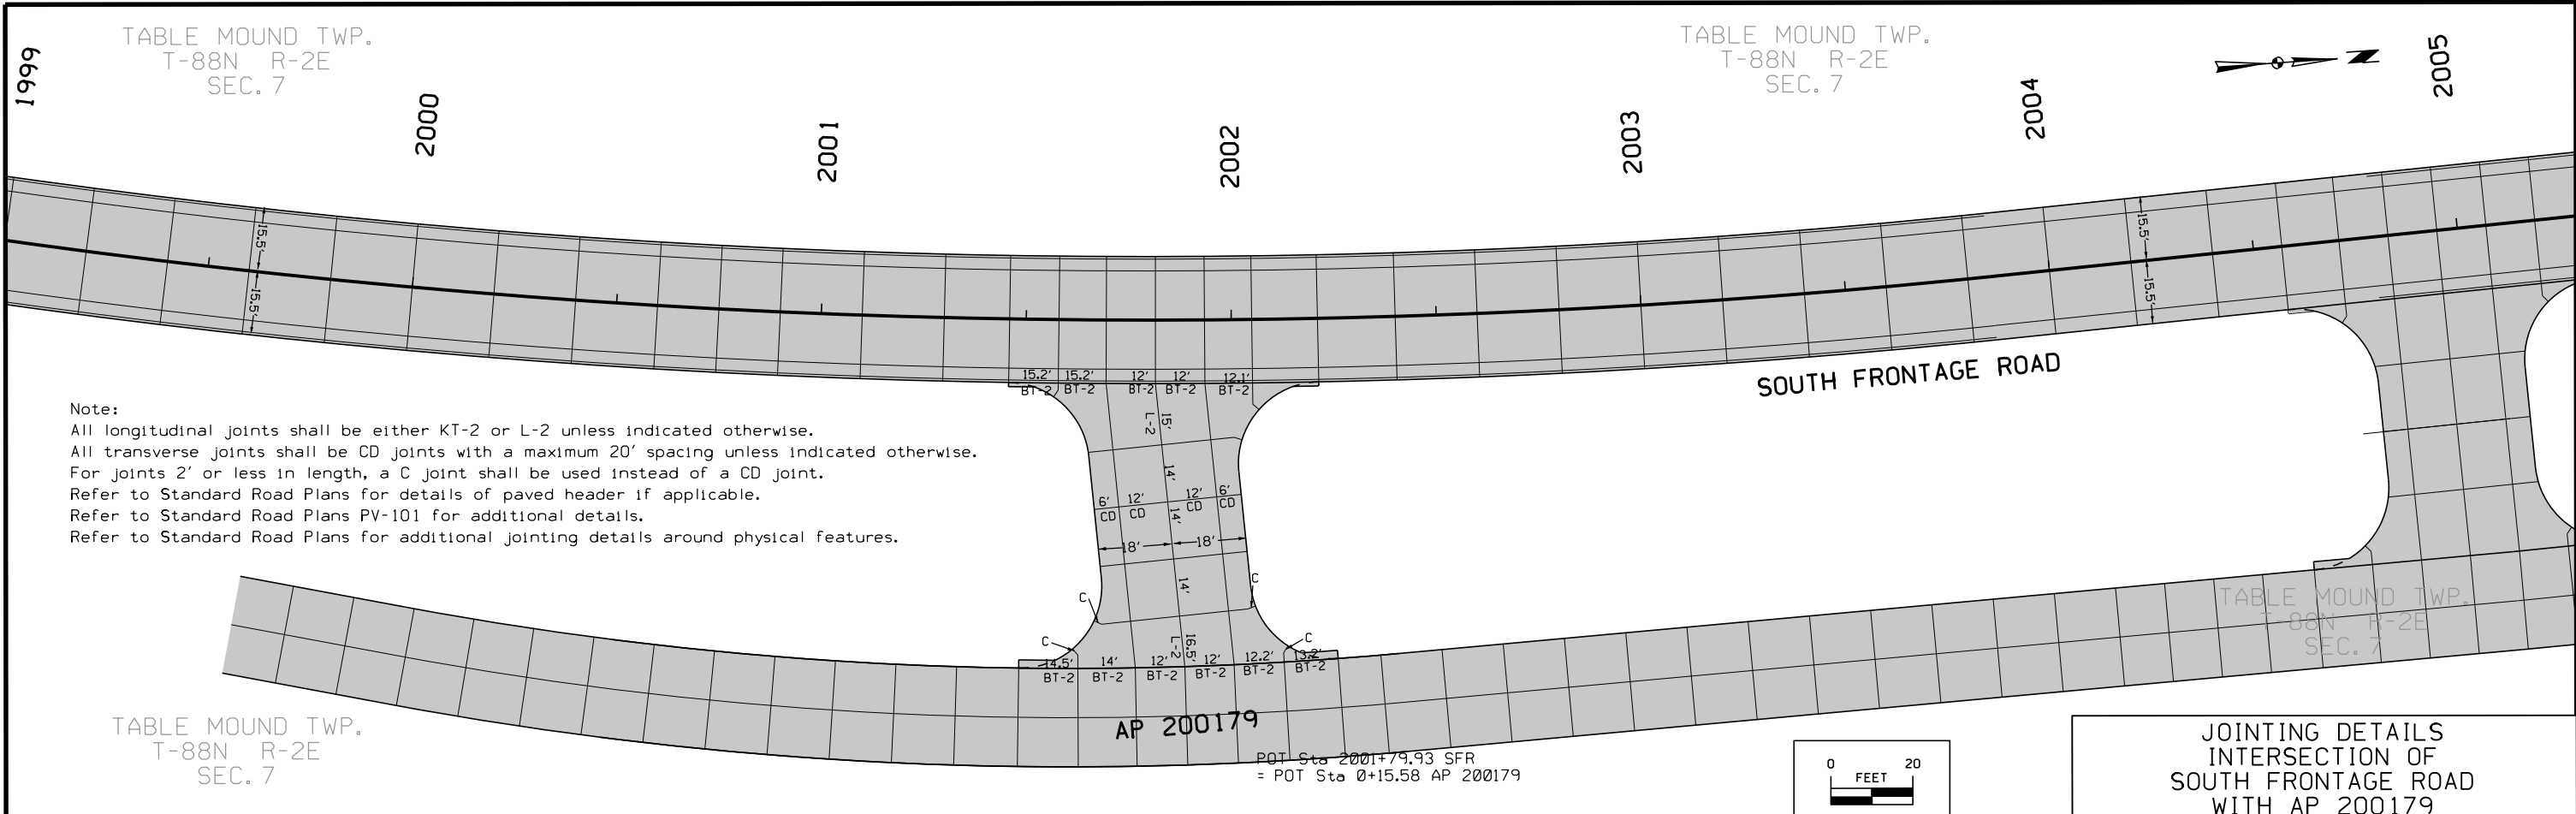 TABLE MOUND TWP.
T-88N R-2E
SEC. 7
TABLE MOUND TWP.
T-88N R-2E
SEC. 7
1999
2000
2001
2002
2003
2004
2005
N
15.5'
15.5'
15.5'
15.5'
15.2' 15.2' 12' 12' 12.1'
BT-2 BT-2 BT-2 BT-2 BT-2
SOUTH FRONTAGE ROAD
Note:
All longitudinal joints shall be either KT-2 or L-2 unless indicated otherwise.
All transverse joints shall be CD joints with a maximum 20' spacing unless indicated otherwise.
For joints 2' or less in length, a C joint shall be used instead of a CD joint.
Refer to Standard Road Plans for details of paved header if applicable.
Refer to Standard Road Plans PV-101 for additional details.
Refer to Standard Road Plans for additional jointing details around physical features.
15'
L-2
14'
6' 12' 12' 6'
CD CD CD CD
14'
18' 18'
14'
C
C
C
C
16.5'
L-2
14.5' 14' 12' 12' 12.2' 13.2'
BT-2 BT-2 BT-2 BT-2 BT-2 BT-2
AP 200179
POT Sta 2001+79.93 SFR
= POT Sta 0+15.58 AP 200179
TABLE MOUND TWP.
T-88N R-2E
SEC. 7
TABLE MOUND TWP.
T-88N R-2E
SEC. 7
0 20
FEET
JOINTING DETAILS
INTERSECTION OF
SOUTH FRONTAGE ROAD
WITH AP 200179